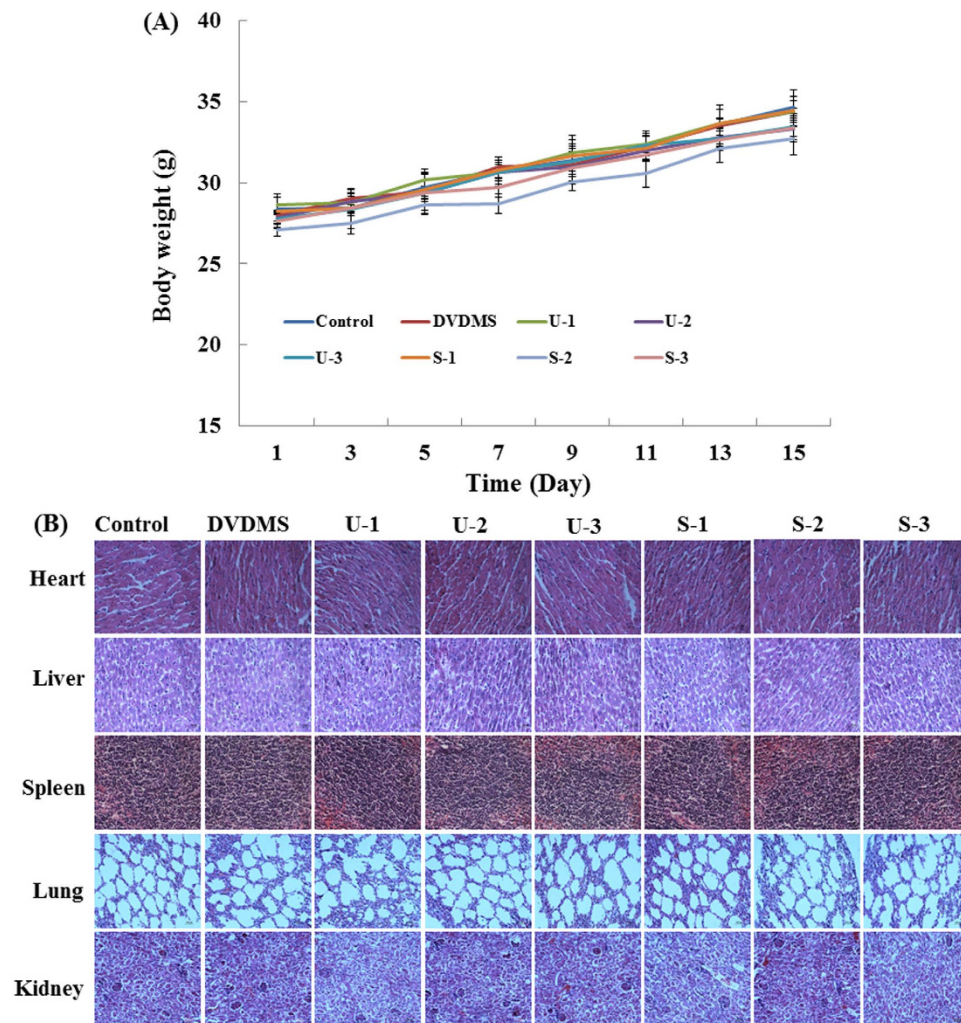 (A)
40
35
30
25
20
15
Body weight (g)
Control DVDMS U-1 U-2
U-3 S-1 S-2 S-3
1 3 5 7 9 11 13 15
Time (Day)
(B) Control DVDMS U-1 U-2 U-3 S-1 S-2 S-3
Heart
Liver
Spleen
Lung
Kidney